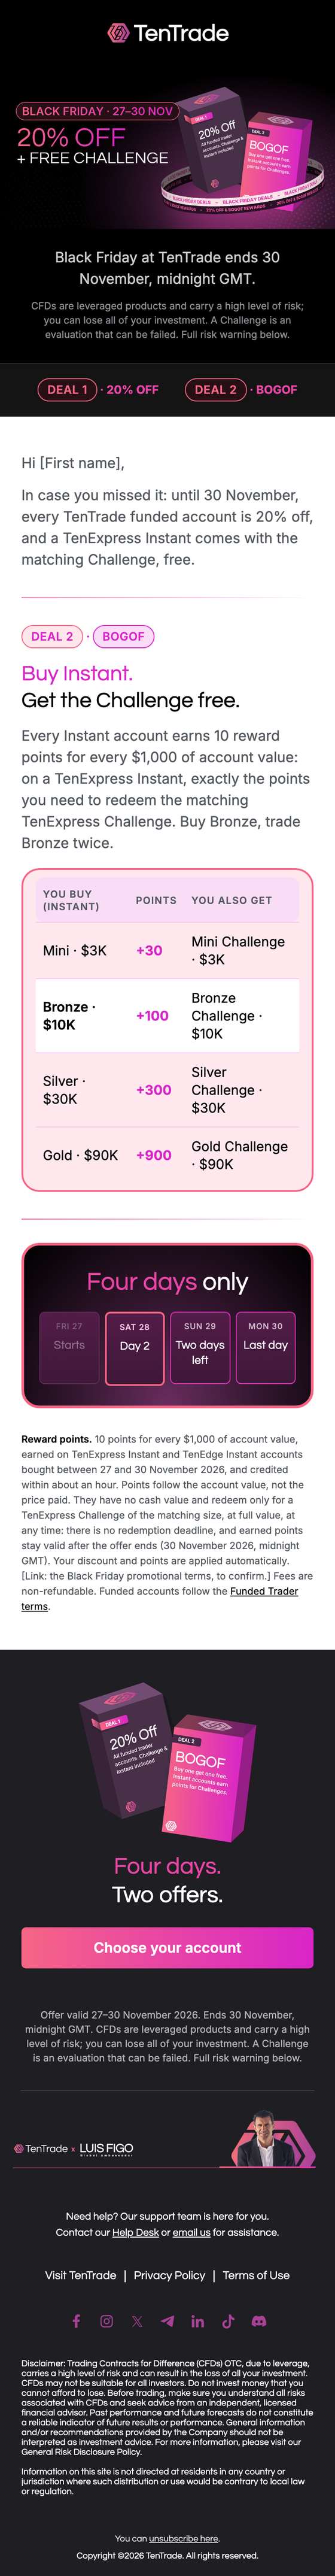 TenTrade
BLACK FRIDAY · 27–30 NOV
20% OFF
+ FREE CHALLENGE
DEAL 1
20% Off
All funded trader
accounts. Challenge &
Instant included
DEAL 2
BOGOF
Buy one get one free.
Instant accounts earn
points for Challenges.
Black Friday at TenTrade ends 30
November, midnight GMT.
CFDs are leveraged products and carry a high level of risk;
you can lose all of your investment. A Challenge is an
evaluation that can be failed. Full risk warning below.
DEAL 1 · 20% OFF DEAL 2 · BOGOF
Hi [First name],
In case you missed it: until 30 November,
every TenTrade funded account is 20% off,
and a TenExpress Instant comes with the
matching Challenge, free.
DEAL 2 · BOGOF
Buy Instant.
Get the Challenge free.
Every Instant account earns 10 reward
points for every $1,000 of account value:
on a TenExpress Instant, exactly the points
you need to redeem the matching
TenExpress Challenge. Buy Bronze, trade
Bronze twice.
YOU BUY
(INSTANT)
POINTS
YOU ALSO GET
Mini · $3K
+30
Mini Challenge
· $3K
Bronze ·
$10K
+100
Bronze
Challenge ·
$10K
Silver ·
$30K
+300
Silver
Challenge ·
$30K
Gold · $90K
+900
Gold Challenge
· $90K
Four days only
FRI 27
Starts
SAT 28
Day 2
SUN 29
Two days
left
MON 30
Last day
Reward points. 10 points for every $1,000 of account value,
earned on TenExpress Instant and TenEdge Instant accounts
bought between 27 and 30 November 2026, and credited
within about an hour. Points follow the account value, not the
price paid. They have no cash value and redeem only for a
TenExpress Challenge of the matching size, at full value, at
any time: there is no redemption deadline, and earned points
stay valid after the offer ends (30 November 2026, midnight
GMT). Your discount and points are applied automatically.
[Link: the Black Friday promotional terms, to confirm.] Fees are
non-refundable. Funded accounts follow the Funded Trader
terms.
DEAL 1
20% Off
All funded trader
accounts. Challenge &
Instant included
DEAL 2
BOGOF
Buy one get one free.
Instant accounts earn
points for Challenges.
Four days.
Two offers.
Choose your account
Offer valid 27–30 November 2026. Ends 30 November,
midnight GMT. CFDs are leveraged products and carry a high
level of risk; you can lose all of your investment. A Challenge
is an evaluation that can be failed. Full risk warning below.
TenTrade x LUIS FIGO
Need help? Our support team is here for you.
Contact our Help Desk or email us for assistance.
Visit TenTrade | Privacy Policy | Terms of Use
Disclaimer: Trading Contracts for Difference (CFDs) OTC, due to leverage,
carries a high level of risk and can result in the loss of all your investment.
CFDs may not be suitable for all investors. Do not invest money that you
cannot afford to lose. Before trading, make sure you understand all risks
associated with CFDs and seek advice from an independent, licensed
financial advisor. Past performance and future forecasts do not constitute
a reliable indicator of future results or performance. General information
and/or recommendations provided by the Company should not be
interpreted as investment advice. For more information, please visit our
General Risk Disclosure Policy.
Information on this site is not directed at residents in any country or
jurisdiction where such distribution or use would be contrary to local law
or regulation.
You can unsubscribe here.
Copyright ©2026 TenTrade. All rights reserved.